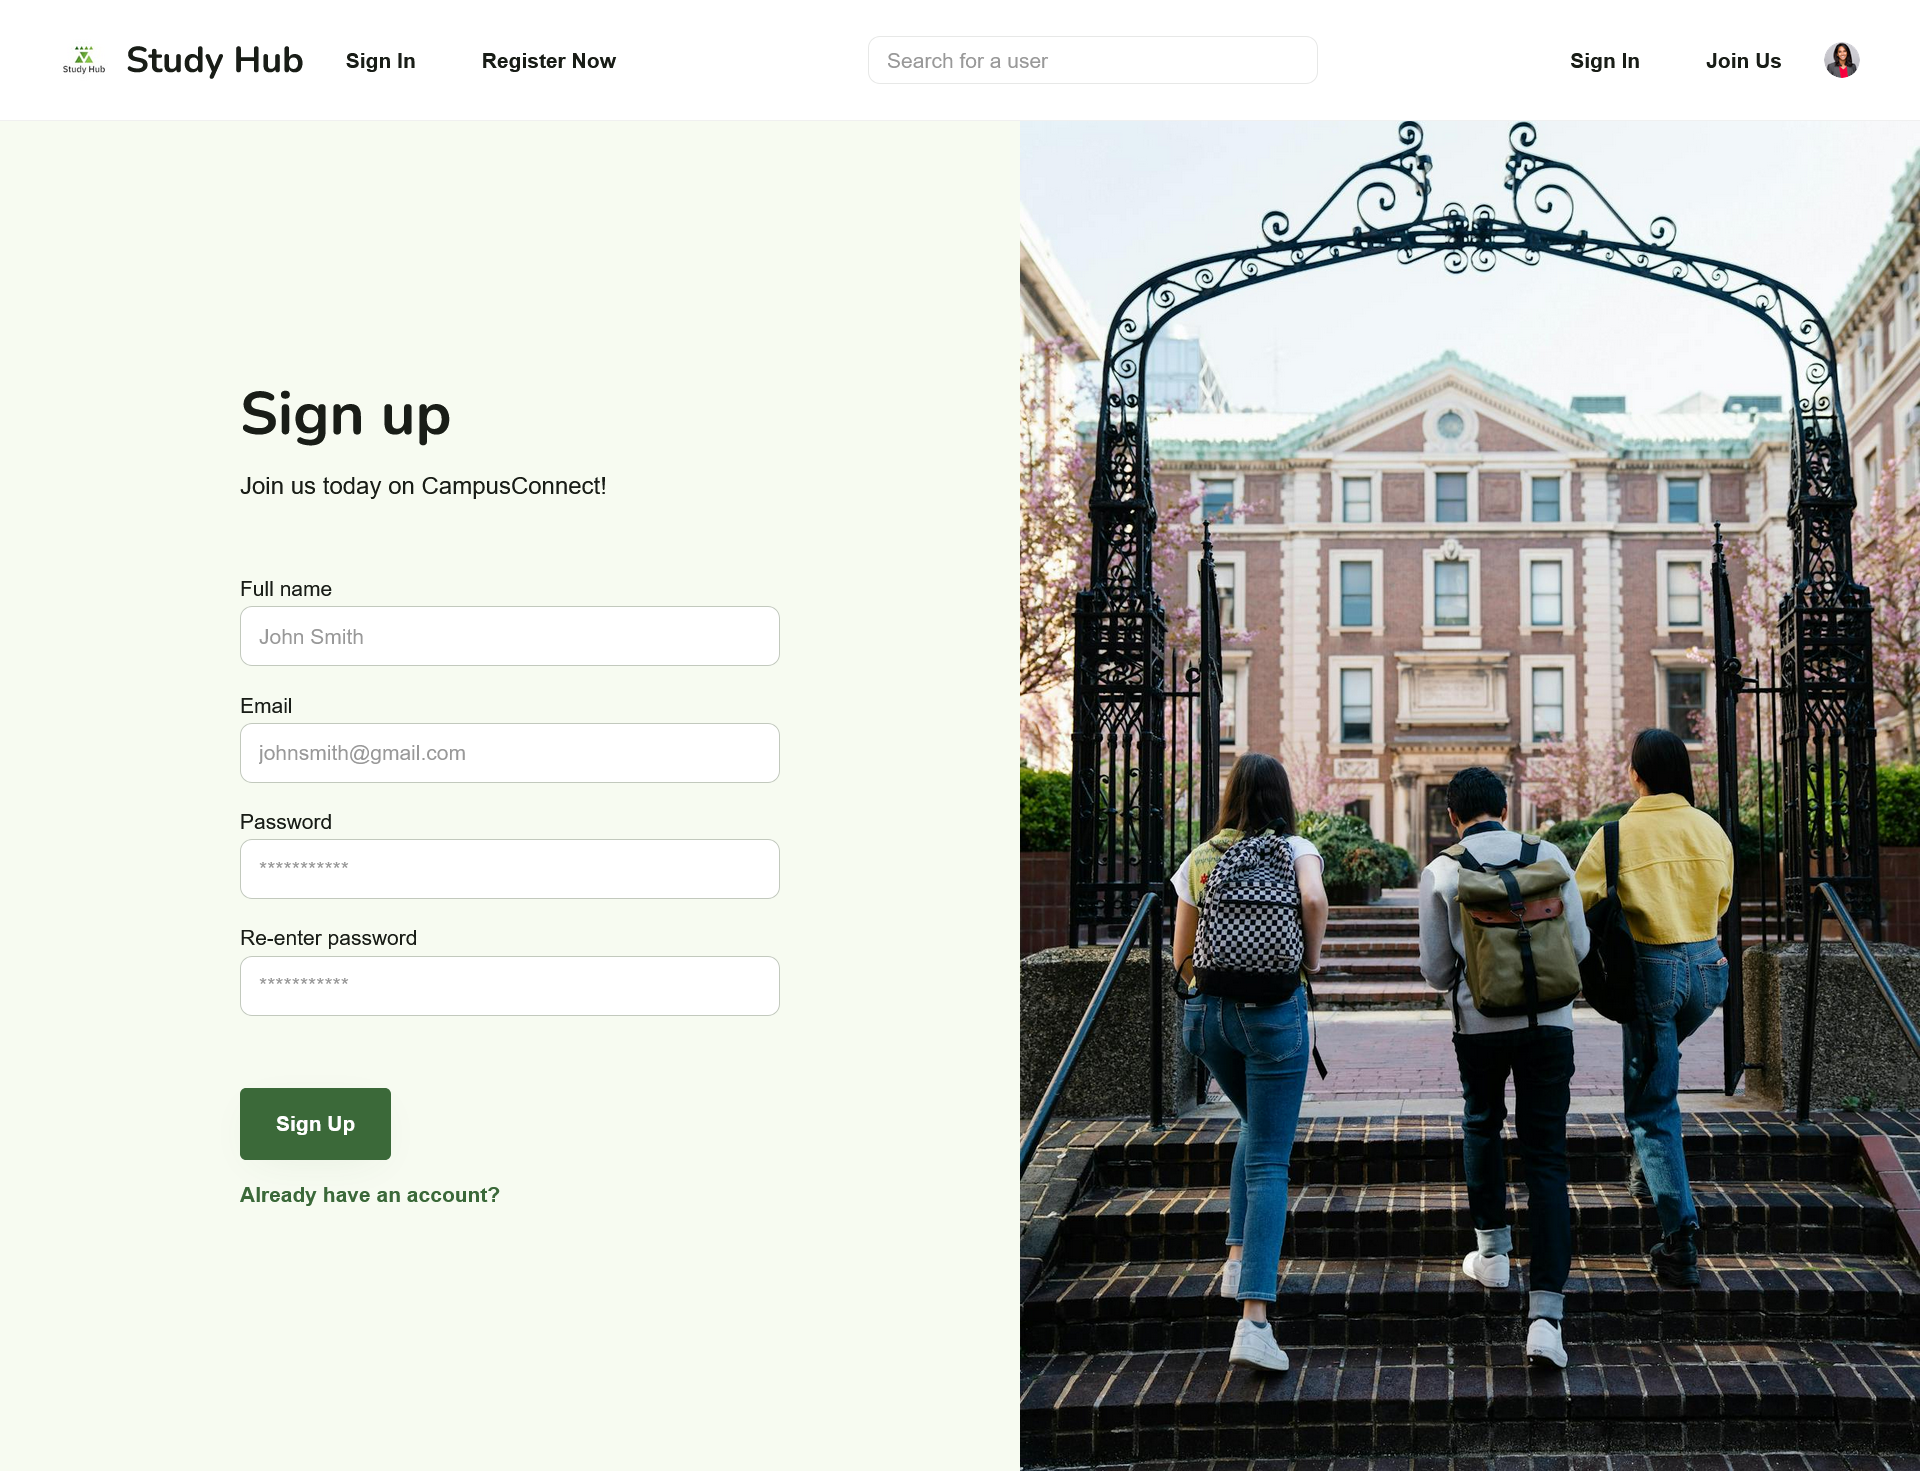 Study Hub
Study Hub
Sign In
Register Now
Search for a user
Sign In
Join Us
Sign up
Join us today on CampusConnect!
Full name
John Smith
Email
johnsmith@gmail.com
Password
***********
Re-enter password
***********
Sign Up
Already have an account?